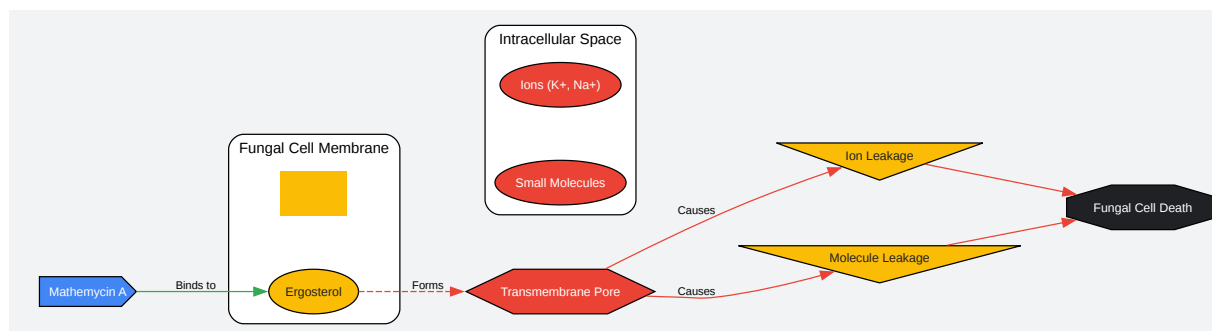 Intracellular Space
Ions (K+, Na+)
Small Molecules
Fungal Cell Membrane
Mathemycin A
Binds to
Ergosterol
Forms
Transmembrane Pore
Causes
Causes
Ion Leakage
Molecule Leakage
Fungal Cell Death